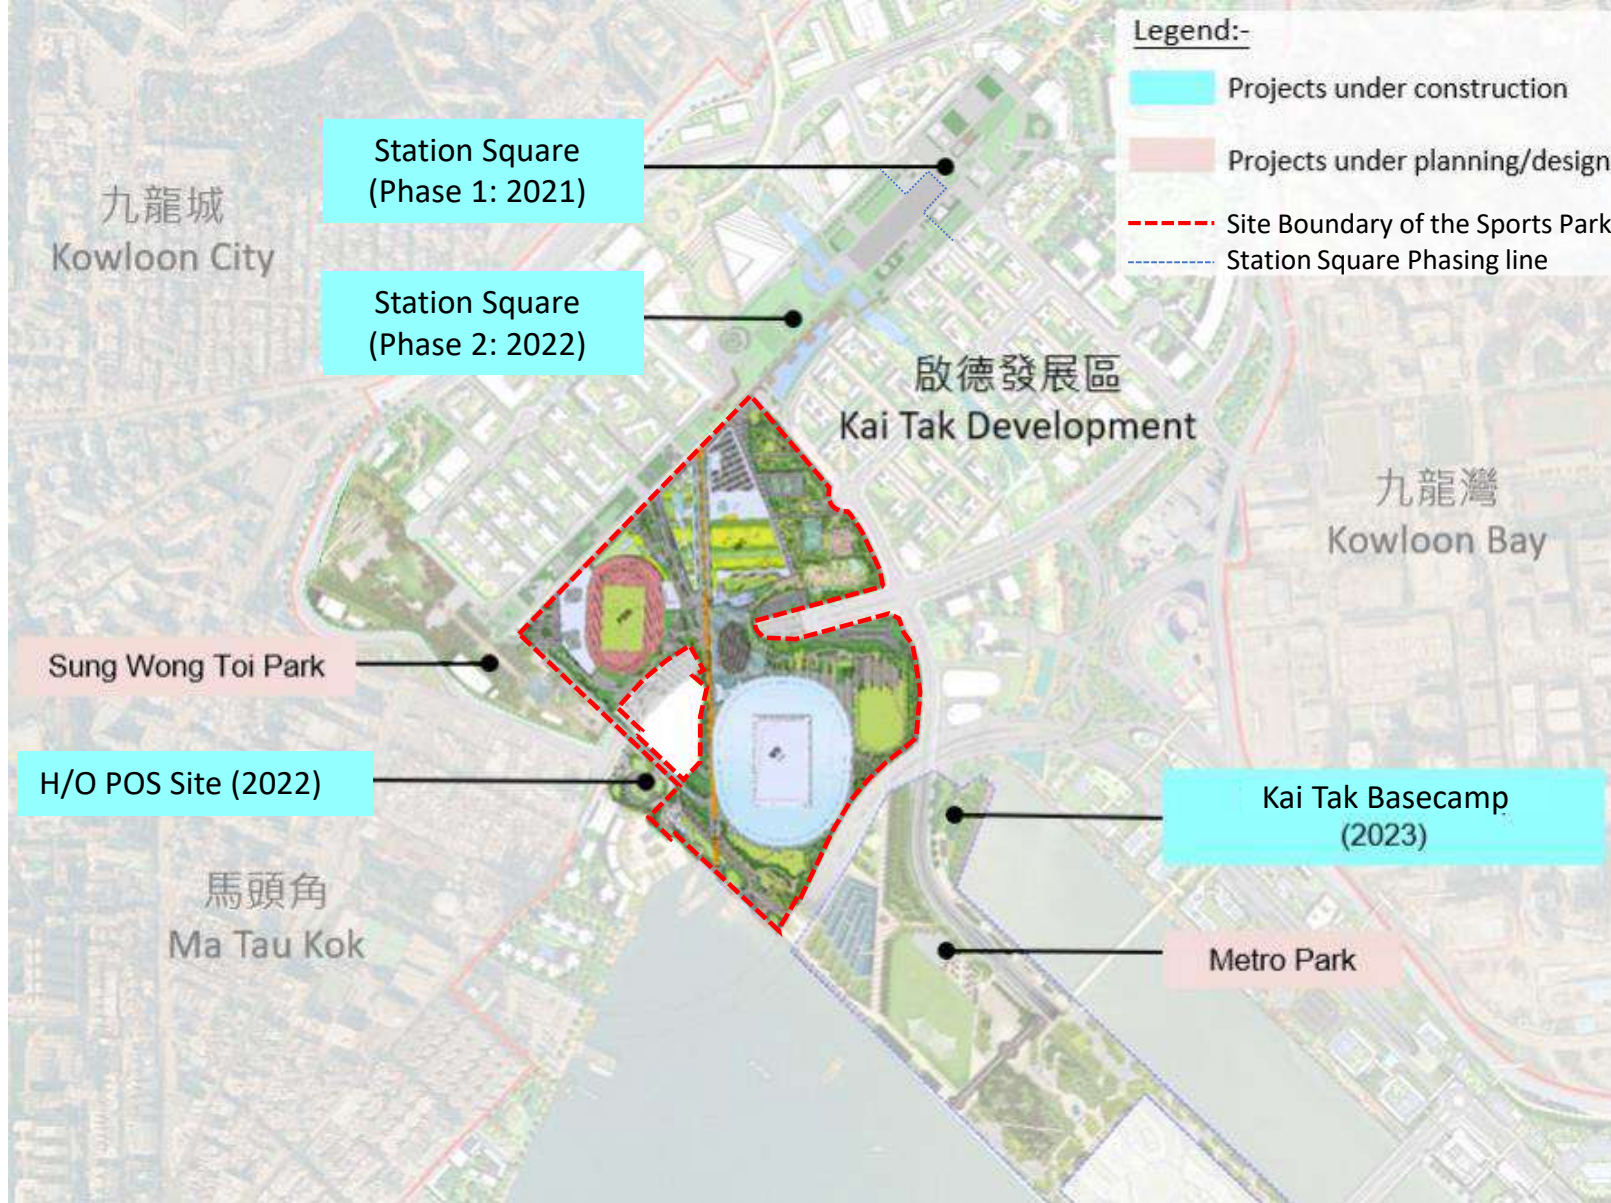 Legend:-
Projects under construction
Projects under planning/design
Site Boundary of the Sports Park
Station Square Phasing line
Station Square
(Phase 1: 2021)
九龍城
Kowloon City
Station Square
(Phase 2: 2022)
啟德發展區
Kai Tak Development
九龍灣
Kowloon Bay
Sung Wong Toi Park
H/O POS Site (2022)
Kai Tak Basecamp
(2023)
馬頭角
Ma Tau Kok
Metro Park